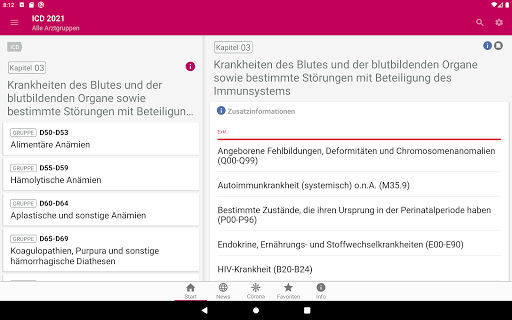 8:12
ICD 2021
Alle Arztgruppen
ICD
Kapitel 03
Krankheiten des Blutes und der
blutbildenden Organe sowie
bestimmte Störungen mit Beteiligun...
GRUPPE D50-D53
Alimentäre Anämien
GRUPPE D55-D59
Hämolytische Anämien
GRUPPE D60-D64
Aplastische und sonstige Anämien
GRUPPE D65-D69
Koagulopathien, Purpura und sonstige
hämorrhagische Diathesen
Kapitel 03
Krankheiten des Blutes und der blutbildenden Organe
sowie bestimmte Störungen mit Beteiligung des
Immunsystems
Zusatzinformationen
Exkl.:
Angeborene Fehlbildungen, Deformitäten und Chromosomenanomalien
(Q00-Q99)
Autoimmunkrankheit (systemisch) o.n.A. (M35.9)
Bestimmte Zustände, die ihren Ursprung in der Perinatalperiode haben
(P00-P96)
Endokrine, Ernährungs- und Stoffwechselkrankheiten (E00-E90)
HIV-Krankheit (B20-B24)
Start
News
Corona
Favoriten
Info